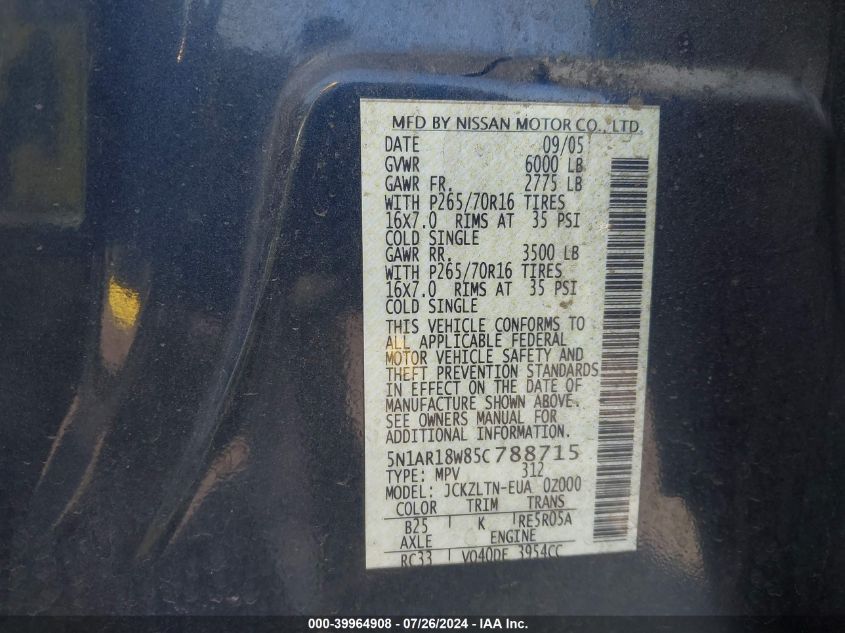 MFD BY NISSAN MOTOR CO., LTD.
DATE 09/05
GVWR 6000 LB
GAWR FR. 2775 LB
WITH P265/70R16 TIRES
16X7.0 RIMS AT 35 PSI
COLD SINGLE
GAWR RR. 3500 LB
WITH P265/70R16 TIRES
16X7.0 RIMS AT 35 PSI
COLD SINGLE
THIS VEHICLE CONFORMS TO
ALL APPLICABLE FEDERAL
MOTOR VEHICLE SAFETY AND
THEFT PREVENTION STANDARDS
IN EFFECT ON THE DATE OF
MANUFACTURE SHOWN ABOVE.
SEE OWNERS MANUAL FOR
ADDITIONAL INFORMATION.
5N1AR18W85C788715
TYPE: MPV 312
MODEL: JCKZLTN-EUA 0Z000
COLOR TRIM TRANS
B25 K RE5R05A
AXLE ENGINE
RC33 VQ40DE 3954CC
000-39964908 / 07/26/2024 - IAA Inc.